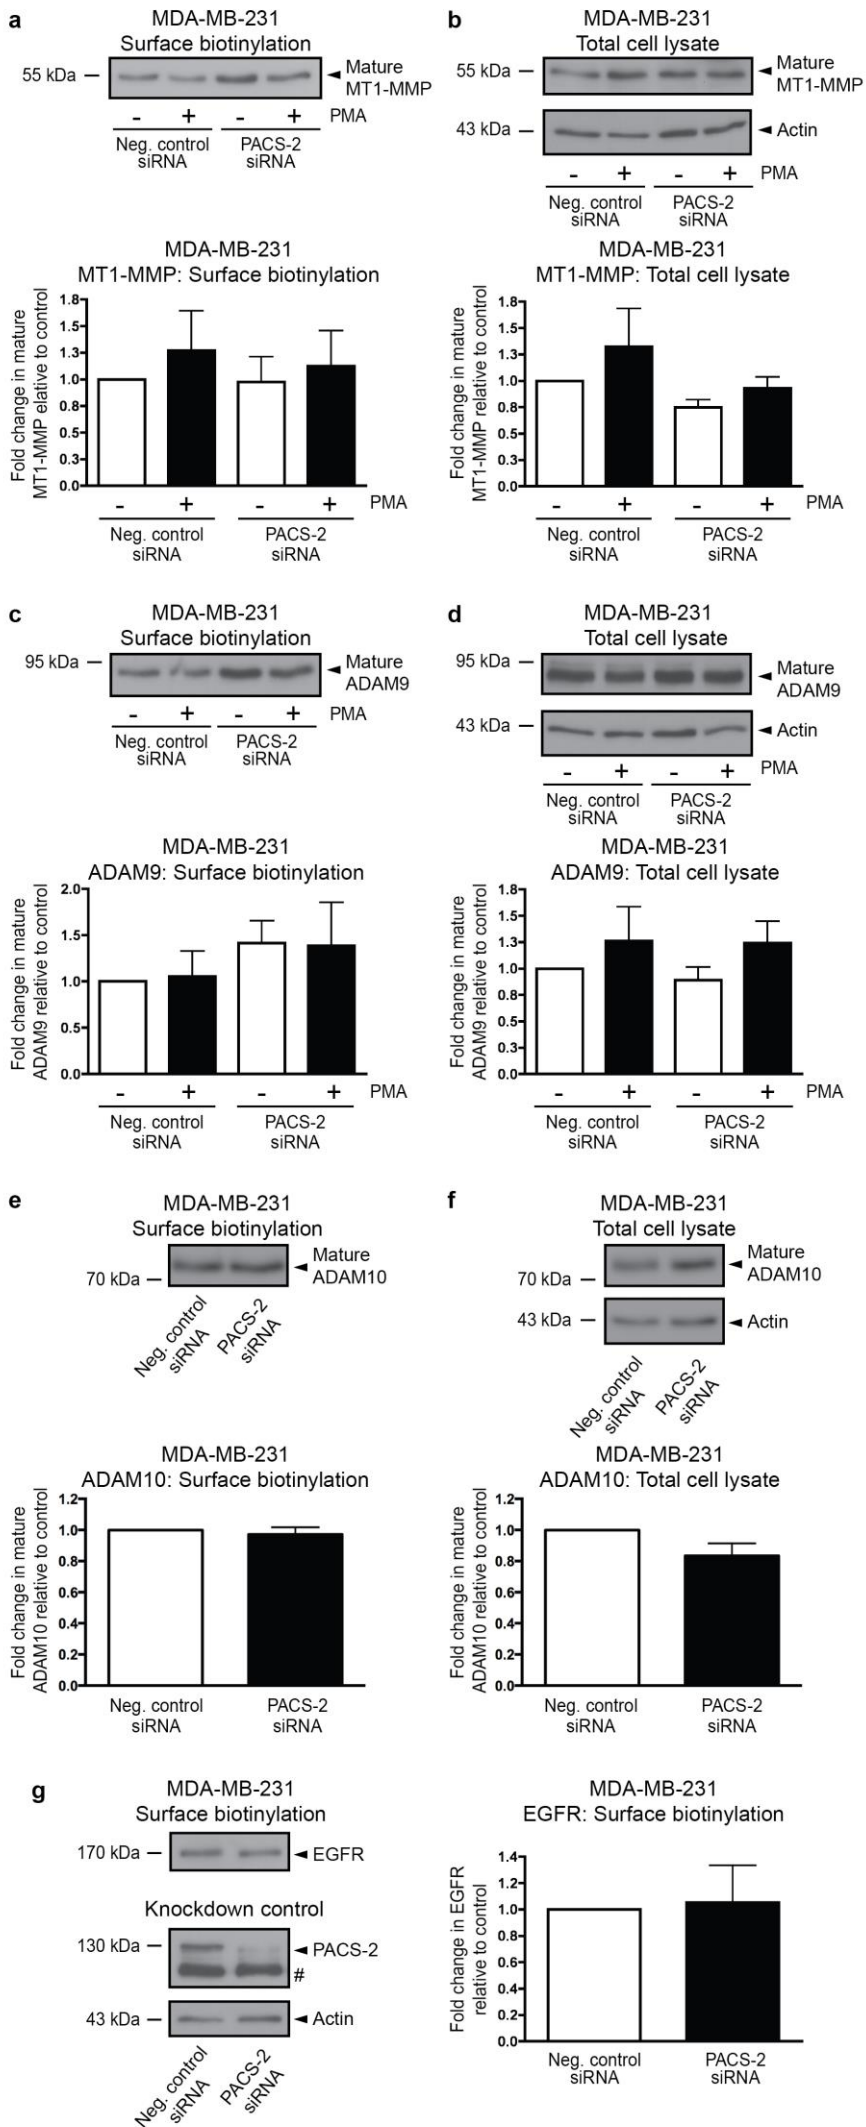 a
MDA-MB-231
Surface biotinylation
55 kDa
Mature
MT1-MMP
- + - + PMA
Neg. control
siRNA
PACS-2
siRNA
MDA-MB-231
MT1-MMP: Surface biotinylation
Fold change in mature
MT1-MMP elative to control
1.8
1.5
1.3
1.0
0.8
0.5
0.3
0.0
- + - + PMA
Neg. control
siRNA
PACS-2
siRNA
b
MDA-MB-231
Total cell lysate
55 kDa
Mature
MT1-MMP
43 kDa
Actin
- + - + PMA
Neg. control
siRNA
PACS-2
siRNA
MDA-MB-231
MT1-MMP: Total cell lysate
Fold change in mature
MT1-MMP relative to control
1.8
1.5
1.3
1.0
0.8
0.5
0.3
0.0
- + - + PMA
Neg. control
siRNA
PACS-2
siRNA
c
MDA-MB-231
Surface biotinylation
95 kDa
Mature
ADAM9
- + - + PMA
Neg. control
siRNA
PACS-2
siRNA
MDA-MB-231
ADAM9: Surface biotinylation
Fold change in mature
ADAM9 relative to control
2.0
1.5
1.0
0.5
0.0
- + - + PMA
Neg. control
siRNA
PACS-2
siRNA
d
MDA-MB-231
Total cell lysate
95 kDa
Mature
ADAM9
43 kDa
Actin
- + - + PMA
Neg. control
siRNA
PACS-2
siRNA
MDA-MB-231
ADAM9: Total cell lysate
Fold change in mature
ADAM9 relative to control
1.8
1.5
1.3
1.0
0.8
0.5
0.3
0.0
- + - + PMA
Neg. control
siRNA
PACS-2
siRNA
e
MDA-MB-231
Surface biotinylation
70 kDa
Mature
ADAM10
Neg. control
siRNA
PACS-2
siRNA
MDA-MB-231
ADAM10: Surface biotinylation
Fold change in mature
ADAM10 relative to control
1.2
1.0
0.8
0.6
0.4
0.2
0.0
Neg. control
siRNA
PACS-2
siRNA
f
MDA-MB-231
Total cell lysate
70 kDa
Mature
ADAM10
43 kDa
Actin
Neg. control
siRNA
PACS-2
siRNA
MDA-MB-231
ADAM10: Total cell lysate
Fold change in mature
ADAM10 relative to control
1.2
1.0
0.8
0.6
0.4
0.2
0.0
Neg. control
siRNA
PACS-2
siRNA
g
MDA-MB-231
Surface biotinylation
170 kDa
EGFR
Knockdown control
130 kDa
PACS-2
#
43 kDa
Actin
Neg. control
siRNA
PACS-2
siRNA
MDA-MB-231
EGFR: Surface biotinylation
Fold change in EGFR
relative to control
1.4
1.2
1.0
0.8
0.6
0.4
0.2
0.0
Neg. control
siRNA
PACS-2
siRNA